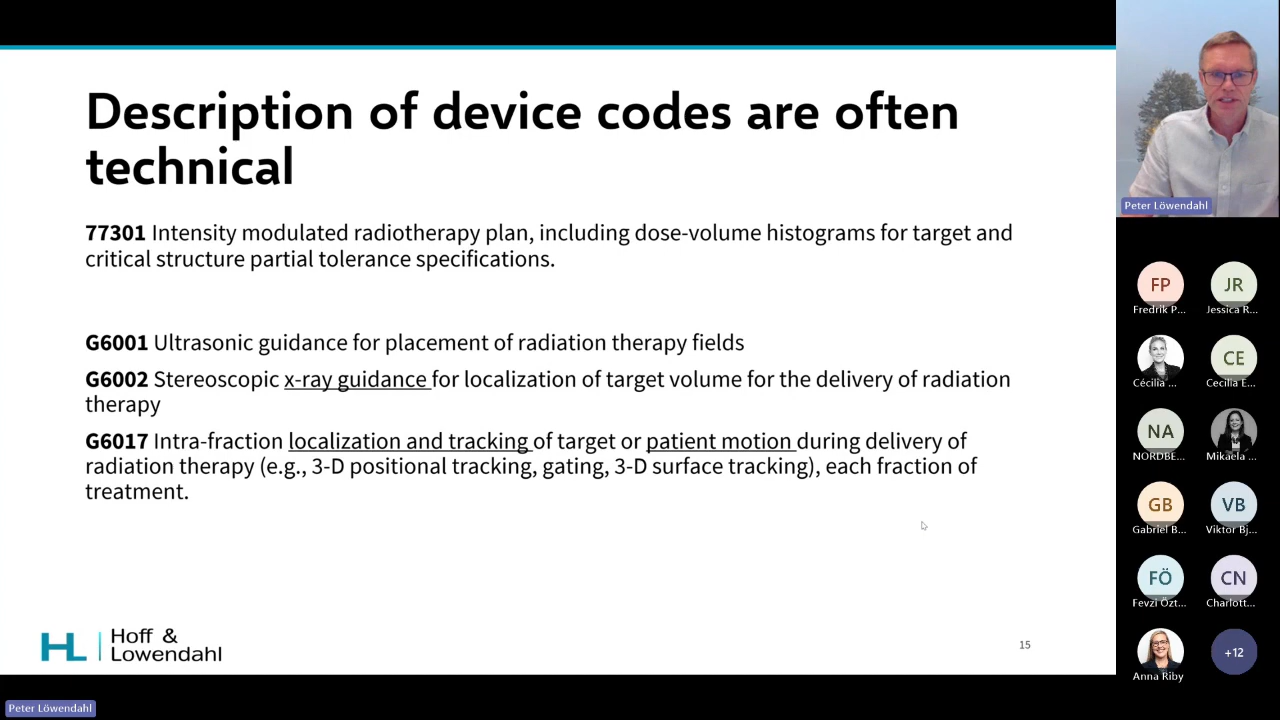 Description of device codes are often
technical
77301 Intensity modulated radiotherapy plan, including dose-volume histograms for target and
critical structure partial tolerance specifications.
G6001 Ultrasonic guidance for placement of radiation therapy fields
G6002 Stereoscopic x-ray guidance for localization of target volume for the delivery of radiation
therapy
G6017 Intra-fraction localization and tracking of target or patient motion during delivery of
radiation therapy (e.g., 3-D positional tracking, gating, 3-D surface tracking), each fraction of
treatment.
HL Hoff &
Lowendahl
15
Peter Löwendahl
FP
JR
Fredrik P...
Jessica R...
CE
Cécilia ...
Cecilia E...
NA
NORDBE...
Mikaela ...
GB
VB
Gabriel B...
Viktor Bj...
FÖ
CN
Fevzi Özt...
Charlott...
+12
Anna Riby
Peter Löwendahl